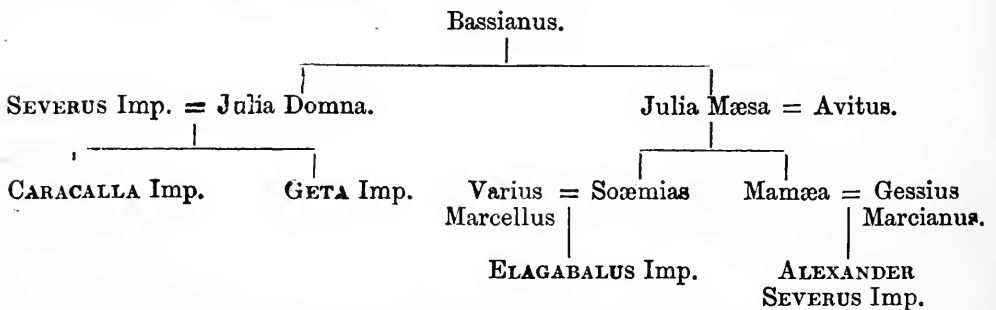 Bassianus.
SEVERUS Imp. = Julia Domna. Julia Mæsa = Avitus.
CARACALLA Imp. GETA Imp. Varius = Soæmias Mamæa = Gessius
Marcellus Marcianus.
ELAGABALUS Imp. ALEXANDER
SEVERUS Imp.